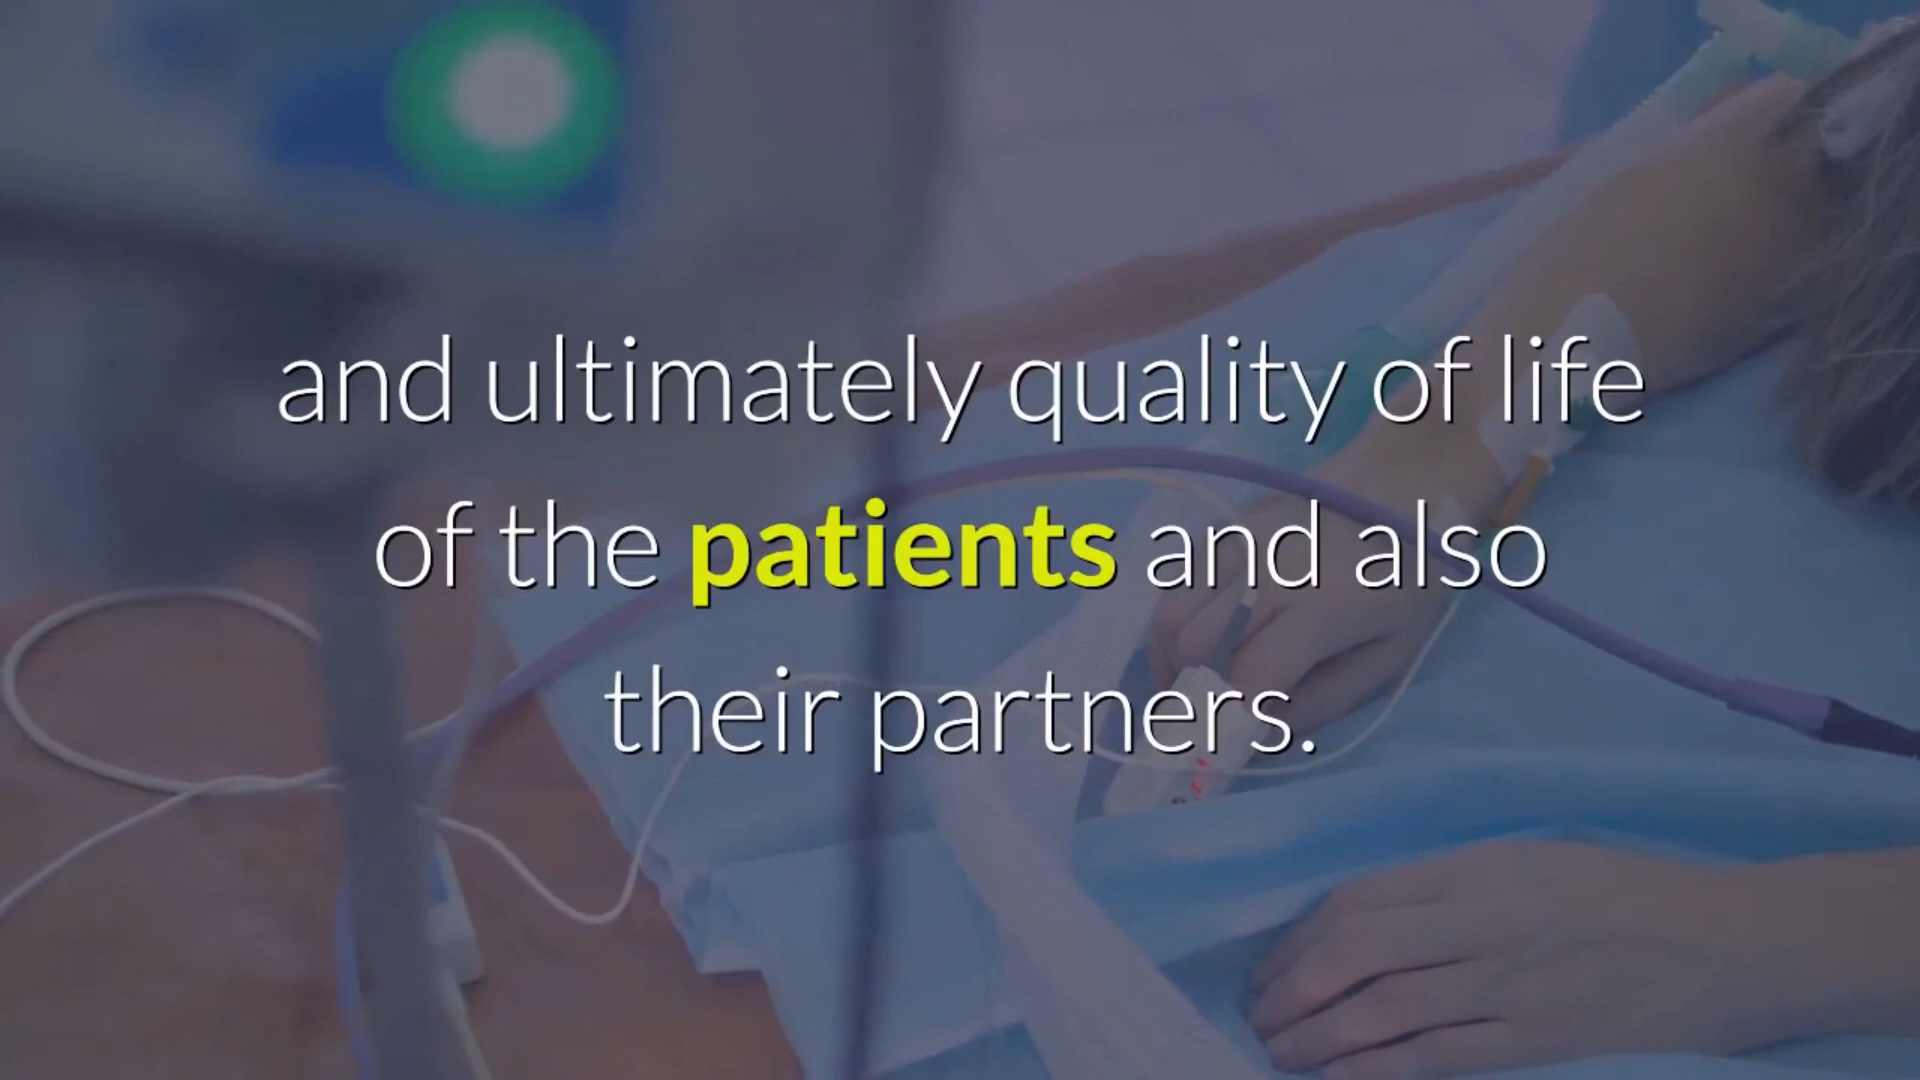 and ultimately quality of life
of the patients and also
their partners.